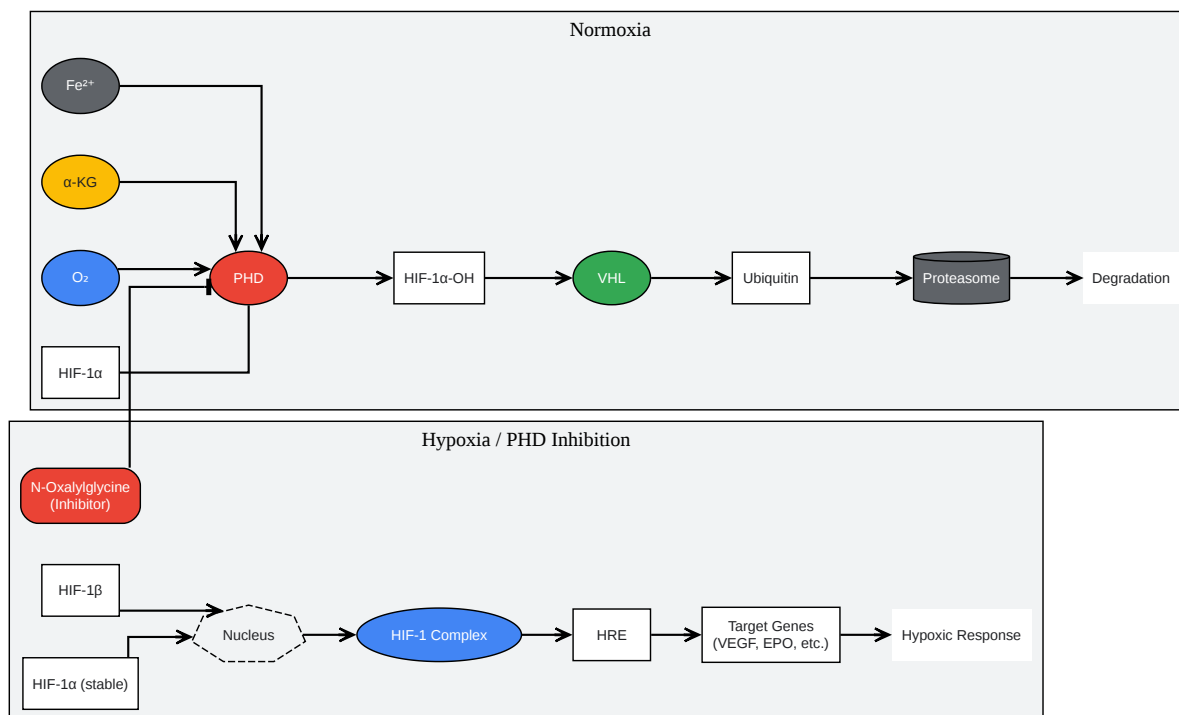 Normoxia
Fe²⁺
α-KG
O₂
PHD
HIF-1α-OH
VHL
Ubiquitin
Proteasome
Degradation
HIF-1α
Hypoxia / PHD Inhibition
N-Oxalylglycine
(Inhibitor)
HIF-1β
Nucleus
HIF-1 Complex
HRE
Target Genes
(VEGF, EPO, etc.)
Hypoxic Response
HIF-1α (stable)